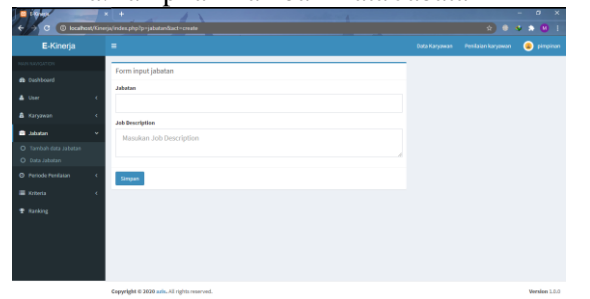 E-Kinerja
localhost/kinerja/index.php?p=jabatan&act=create
E-Kinerja
Data Karyawan
Penilaian karyawan
pimpinan
MAIN NAVIGATION
Dashboard
User
Karyawan
Jabatan
Tambah data Jabatan
Data Jabatan
Periode Penilaian
Kriteria
Ranking
Form input jabatan
Jabatan
Job Description
Masukan Job Description
Simpan
Copyright © 2020
All rights reserved.
Version 1.0.0